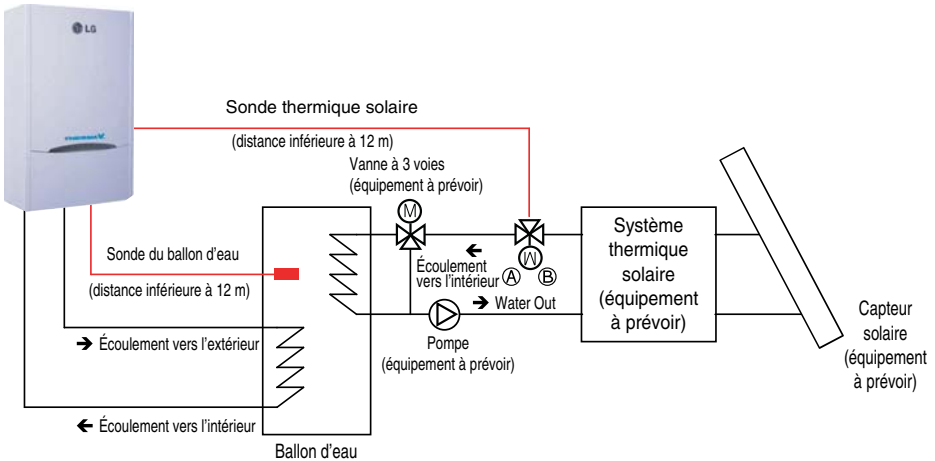 LG
THERMA V
Sonde thermique solaire
(distance inférieure à 12 m)
Vanne à 3 voies
(équipement à prévoir)
M
Sonde du ballon d'eau
(distance inférieure à 12 m)
Écoulement
vers l'intérieur
A
M
B
Water Out
Système
thermique
solaire
(équipement
à prévoir)
Capteur
solaire
(équipement
à prévoir)
Pompe
(équipement à prévoir)
→ Écoulement vers l'extérieur
← Écoulement vers l'intérieur
Ballon d'eau